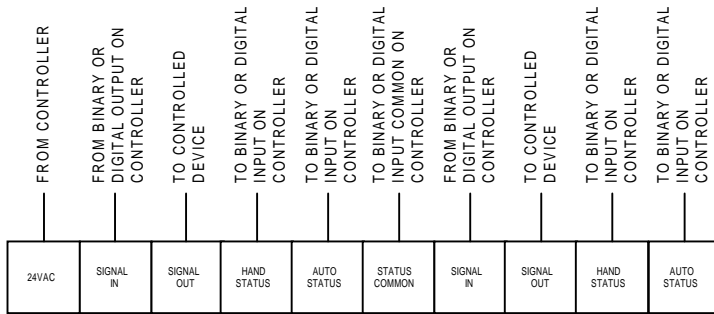 FROM CONTROLLER
FROM BINARY OR
DIGITAL OUTPUT ON
CONTROLLER
TO CONTROLLED
DEVICE
TO BINARY OR DIGITAL
INPUT ON
CONTROLLER
TO BINARY OR DIGITAL
INPUT ON
CONTROLLER
TO BINARY OR DIGITAL
INPUT COMMON ON
CONTROLLER
FROM BINARY OR
DIGITAL OUTPUT ON
CONTROLLER
TO CONTROLLED
DEVICE
TO BINARY OR DIGITAL
INPUT ON
CONTROLLER
TO BINARY OR DIGITAL
INPUT ON
CONTROLLER
24VAC
SIGNAL
IN
SIGNAL
OUT
HAND
STATUS
AUTO
STATUS
STATUS
COMMON
SIGNAL
IN
SIGNAL
OUT
HAND
STATUS
AUTO
STATUS